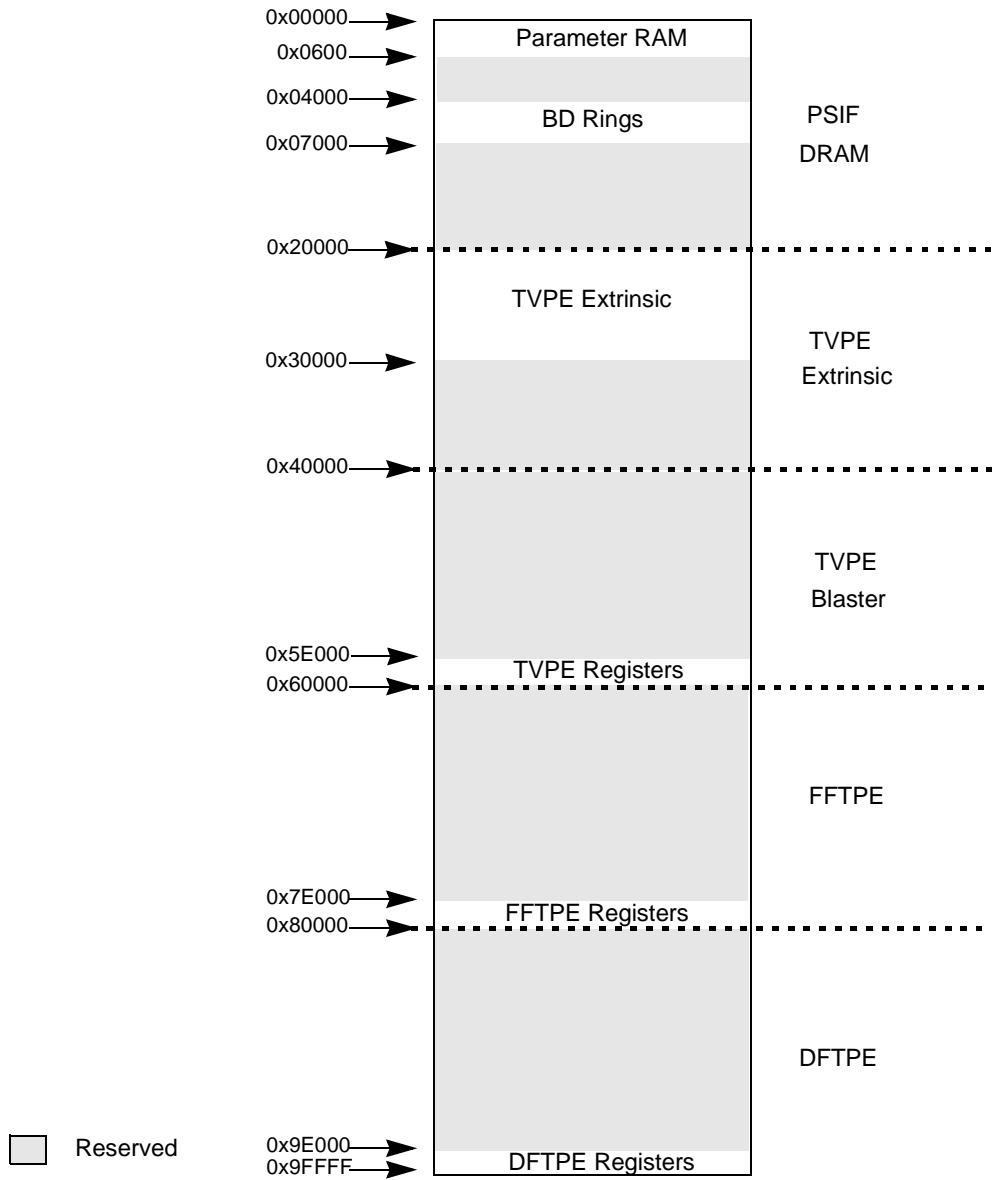 0x00000
Parameter RAM
0x0600
0x04000
BD Rings
PSIF
DRAM
0x07000
0x20000
TVPE Extrinsic
TVPE
Extrinsic
0x30000
0x40000
TVPE
Blaster
0x5E000
TVPE Registers
0x60000
FFTPE
0x7E000
FFTPE Registers
0x80000
DFTPE
Reserved
0x9E000
DFTPE Registers
0x9FFFF